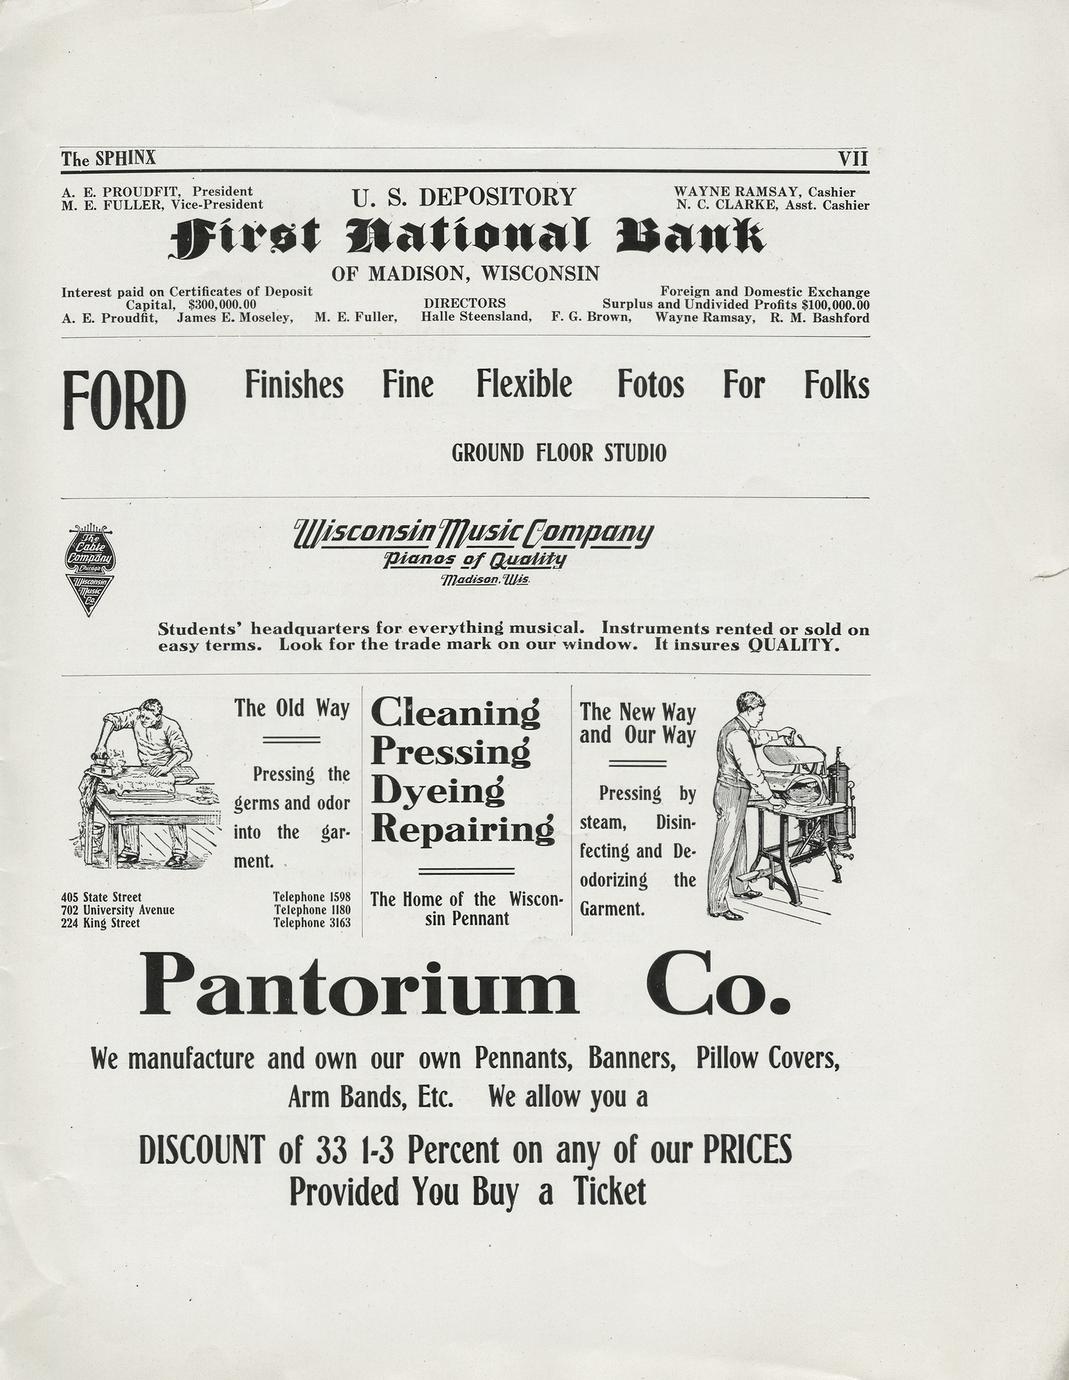 The SPHINX VII
A. E. PROUDFIT, President
M. E. FULLER, Vice-President
U. S. DEPOSITORY
WAYNE RAMSAY, Cashier
N. C. CLARKE, Asst. Cashier
First National Bank
OF MADISON, WISCONSIN
Interest paid on Certificates of Deposit
Capital, $300,000.00
DIRECTORS
Foreign and Domestic Exchange
Surplus and Undivided Profits $100,000.00
A. E. Proudfit, James E. Moseley, M. E. Fuller, Halle Steensland, F. G. Brown, Wayne Ramsay, R. M. Bashford
FORD Finishes Fine Flexible Fotos For Folks
GROUND FLOOR STUDIO
The
Cable
Company
Chicago
Wisconsin
Music
Co.
Wisconsin Music Company
Pianos of Quality
Madison, Wis.
Students' headquarters for everything musical. Instruments rented or sold on
easy terms. Look for the trade mark on our window. It insures QUALITY.
The Old Way
Pressing the
germs and odor
into the gar-
ment.
405 State Street Telephone 1598
702 University Avenue Telephone 1180
224 King Street Telephone 3163
Cleaning
Pressing
Dyeing
Repairing
The Home of the Wiscon-
sin Pennant
The New Way
and Our Way
Pressing by
steam, Disin-
fecting and De-
odorizing the
Garment.
Pantorium Co.
We manufacture and own our own Pennants, Banners, Pillow Covers,
Arm Bands, Etc. We allow you a
DISCOUNT of 33 1-3 Percent on any of our PRICES
Provided You Buy a Ticket